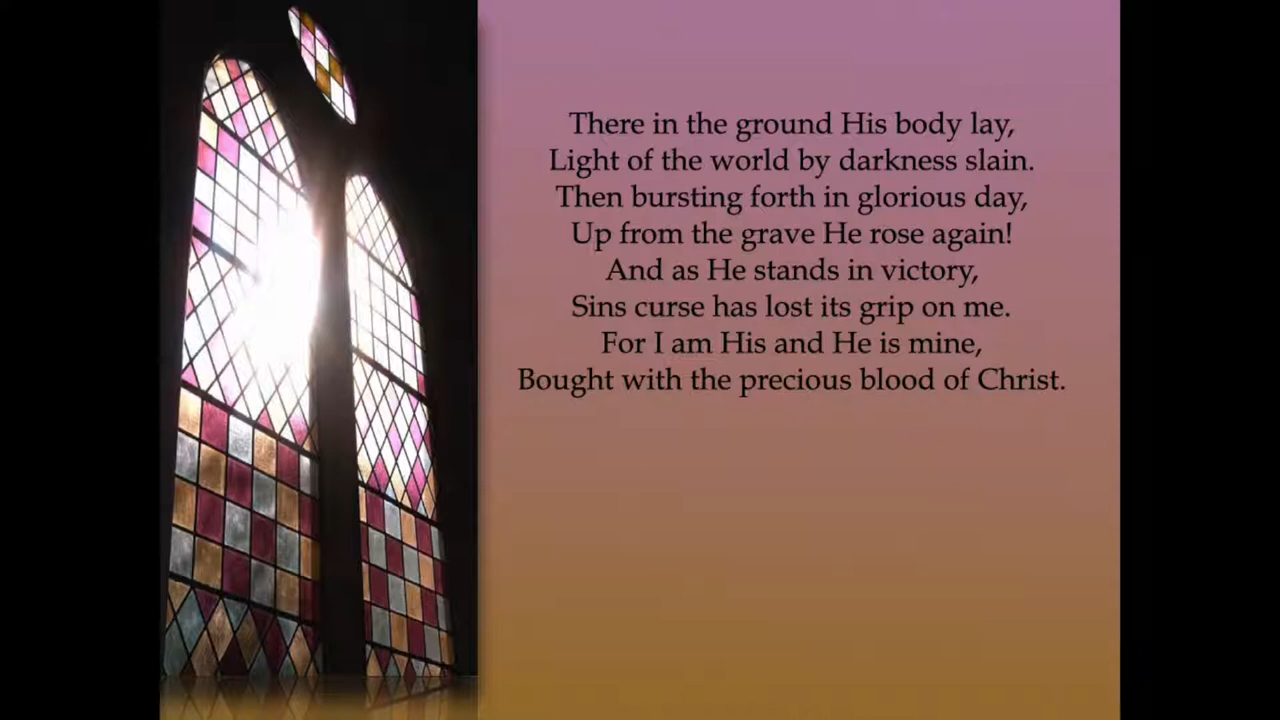 There in the ground His body lay,
Light of the world by darkness slain.
Then bursting forth in glorious day,
Up from the grave He rose again!
And as He stands in victory,
Sins curse has lost its grip on me.
For I am His and He is mine,
Bought with the precious blood of Christ.